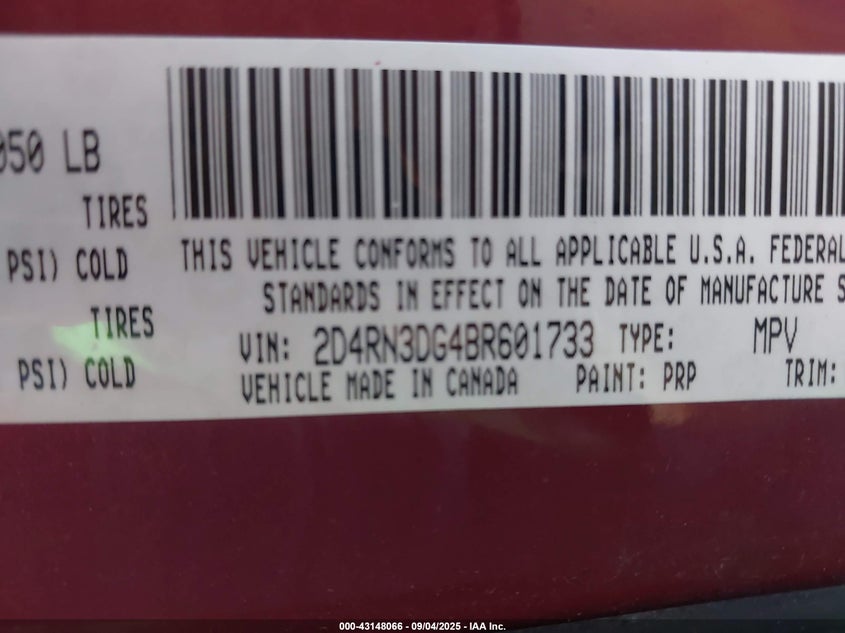 050 LB
TIRES
PSI) COLD
TIRES
PSI) COLD
THIS VEHICLE CONFORMS TO ALL APPLICABLE U.S.A. FEDERAL
STANDARDS IN EFFECT ON THE DATE OF MANUFACTURE S
VIN: 2D4RN3DG4BR601733 TYPE: MPV
VEHICLE MADE IN CANADA PAINT: PRP TRIM:
000-43148066 - 09/04/2025 - IAA Inc.